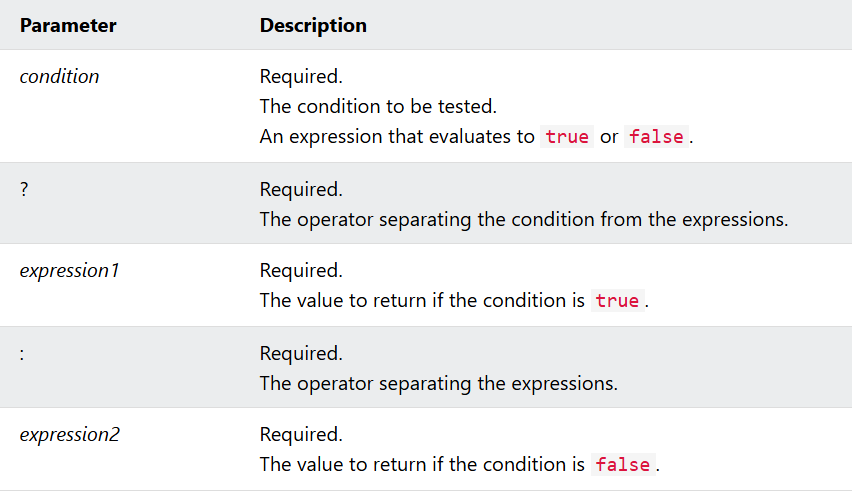 Parameter Description
condition Required.
The condition to be tested.
An expression that evaluates to true or false.
? Required.
The operator separating the condition from the expressions.
expression1 Required.
The value to return if the condition is true.
: Required.
The operator separating the expressions.
expression2 Required.
The value to return if the condition is false.